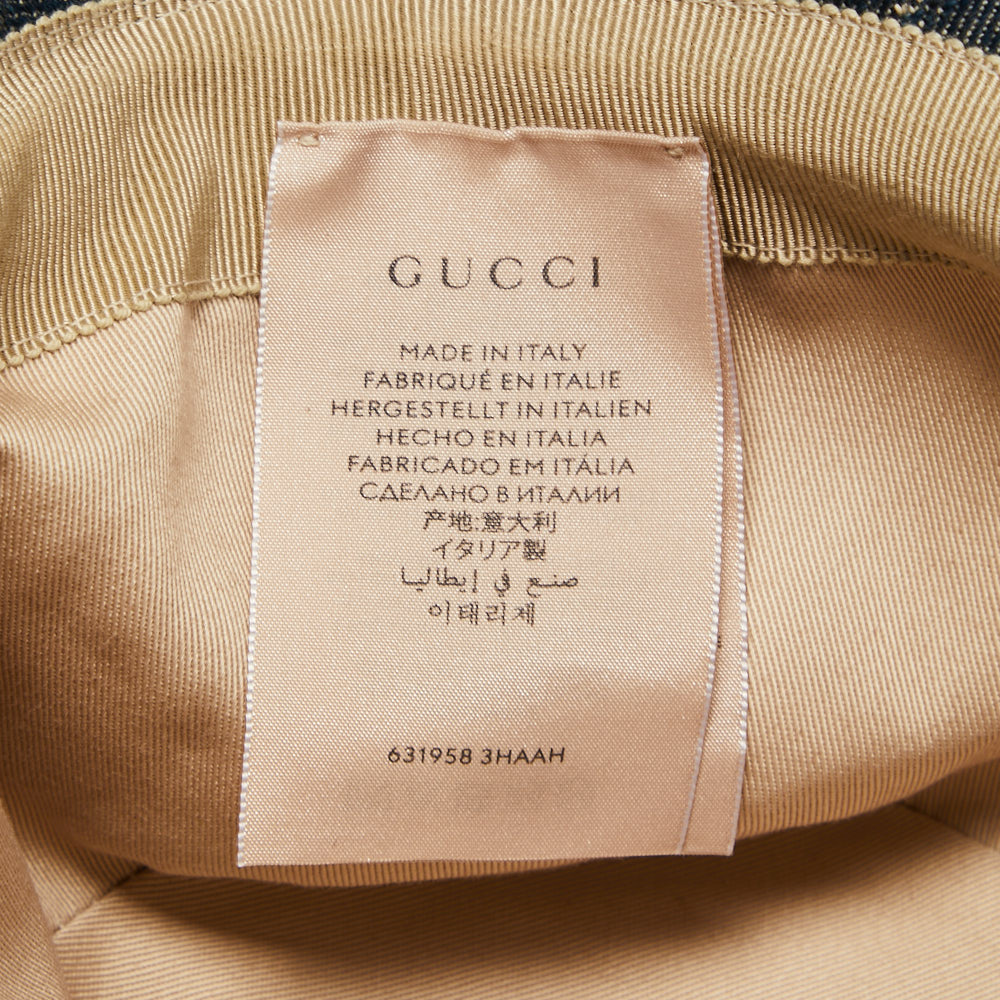 GUCCI
MADE IN ITALY
FABRIQUÉ EN ITALIE
HERGESTELLT IN ITALIEN
HECHO EN ITALIA
FABRICADO EM ITÁLIA
СДЕЛАНО В ИТАЛИИ
产地:意大利
イタリア製
صنع في إيطاليا
이태리제
631958 3HAAH